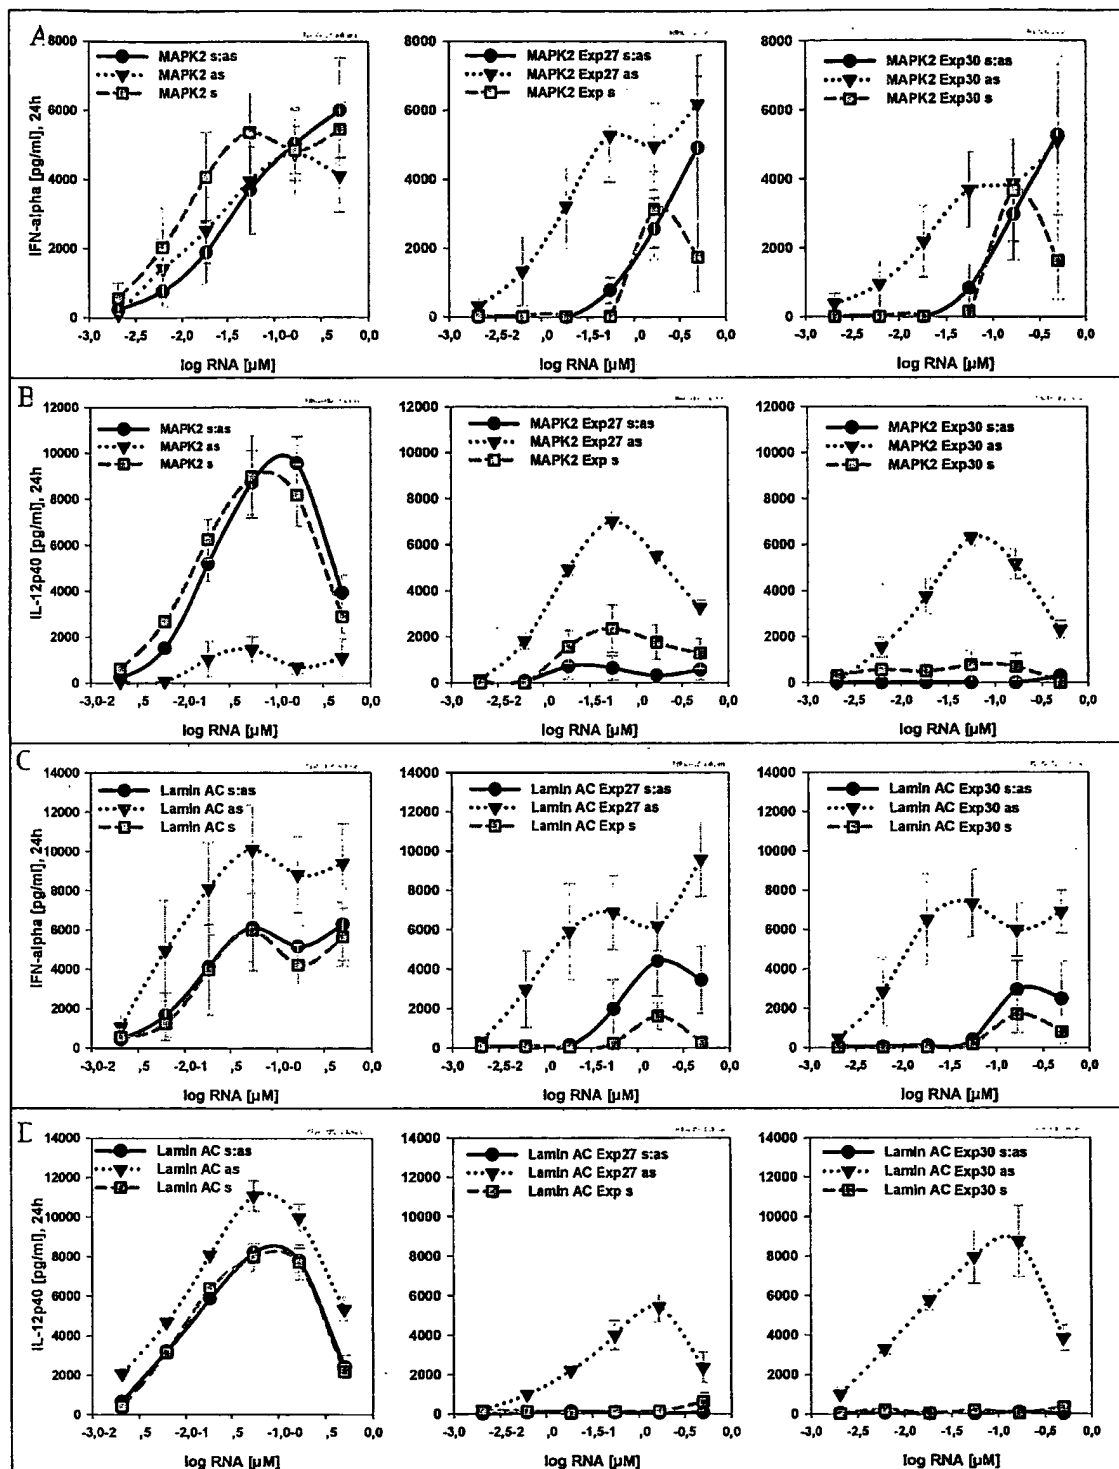 A
8000
6000
4000
2000
0
IFN-alpha [pg/ml], 24h
MAPK2 s:as
MAPK2 as
MAPK2 s
-3,0 -2,0 -1,5 -1,0 -0,5 0,0
log RNA [µM]
8000
6000
4000
2000
0
MAPK2 Exp27 s:as
MAPK2 Exp27 as
MAPK2 Exp s
-3,0 -2,5-2 ,0 -1,5 -1,0 -0,5 0,0
log RNA [µM]
8000
6000
4000
2000
0
MAPK2 Exp30 s:as
MAPK2 Exp30 as
MAPK2 Exp30 s
-3,0 -2,5 -2,0 -1,5 -1,0 -0,5 0,0
log RNA [µM]
B
12000
10000
8000
6000
4000
2000
0
IL-12p40 [pg/ml], 24h
MAPK2 s:as
MAPK2 as
MAPK2 s
-3,0-2 ,5 -2,0 -1 ,5 -1,0-0 ,5 0,0
log RNA [µM]
12000
10000
8000
6000
4000
2000
0
MAPK2 Exp27 s:as
MAPK2 Exp27 as
MAPK2 Exp s
-3,0 -2,5-2 ,0 -1,5-1 ,0 -0,5 0,0
log RNA [µM]
12000
10000
8000
6000
4000
2000
0
MAPK2 Exp30 s:as
MAPK2 Exp30 as
MAPK2 Exp30 s
-3,0 -2,5 -2,0 -1,5 -1,0 -0,5 0,0
log RNA [µM]
C
14000
12000
10000
8000
6000
4000
2000
0
IFN-alpha [pg/ml], 24h
Lamin AC s:as
Lamin AC as
Lamin AC s
-3,0-2 ,5 -2,0-1 ,5 -1,0-0 ,5 0,0
log RNA [µM]
14000
12000
10000
8000
6000
4000
2000
0
Lamin AC Exp27 s:as
Lamin AC Exp27 as
Lamin AC Exp s
-3,0 -2,5-2 ,0 -1,5-1 ,0 -0,5 0,0
log RNA [µM]
14000
12000
10000
8000
6000
4000
2000
0
Lamin AC Exp30 s:as
Lamin AC Exp30 as
Lamin AC Exp30 s
-3,0 -2,5 -2,0 -1,5 -1,0 -0,5 0,0
log RNA [µM]
D
14000
12000
10000
8000
6000
4000
2000
0
IL-12p40 [pg/ml], 24h
Lamin AC s:as
Lamin AC as
Lamin AC s
-3,0-2 ,5 -2,0-1 ,5 -1,0-0 ,5 0,0
log RNA [µM]
14000
12000
10000
8000
6000
4000
2000
0
Lamin AC Exp27 s:as
Lamin AC Exp27 as
Lamin AC Exp s
-3,0 -2,5-2 ,0 -1,5 -1,0 -0,5 0,0
log RNA [µM]
14000
12000
10000
8000
6000
4000
2000
0
Lamin AC Exp30 s:as
Lamin AC Exp30 as
Lamin AC Exp30 s
-3,0 -2,5 -2,0 -1,5 -1,0 -0,5 0,0
log RNA [µM]